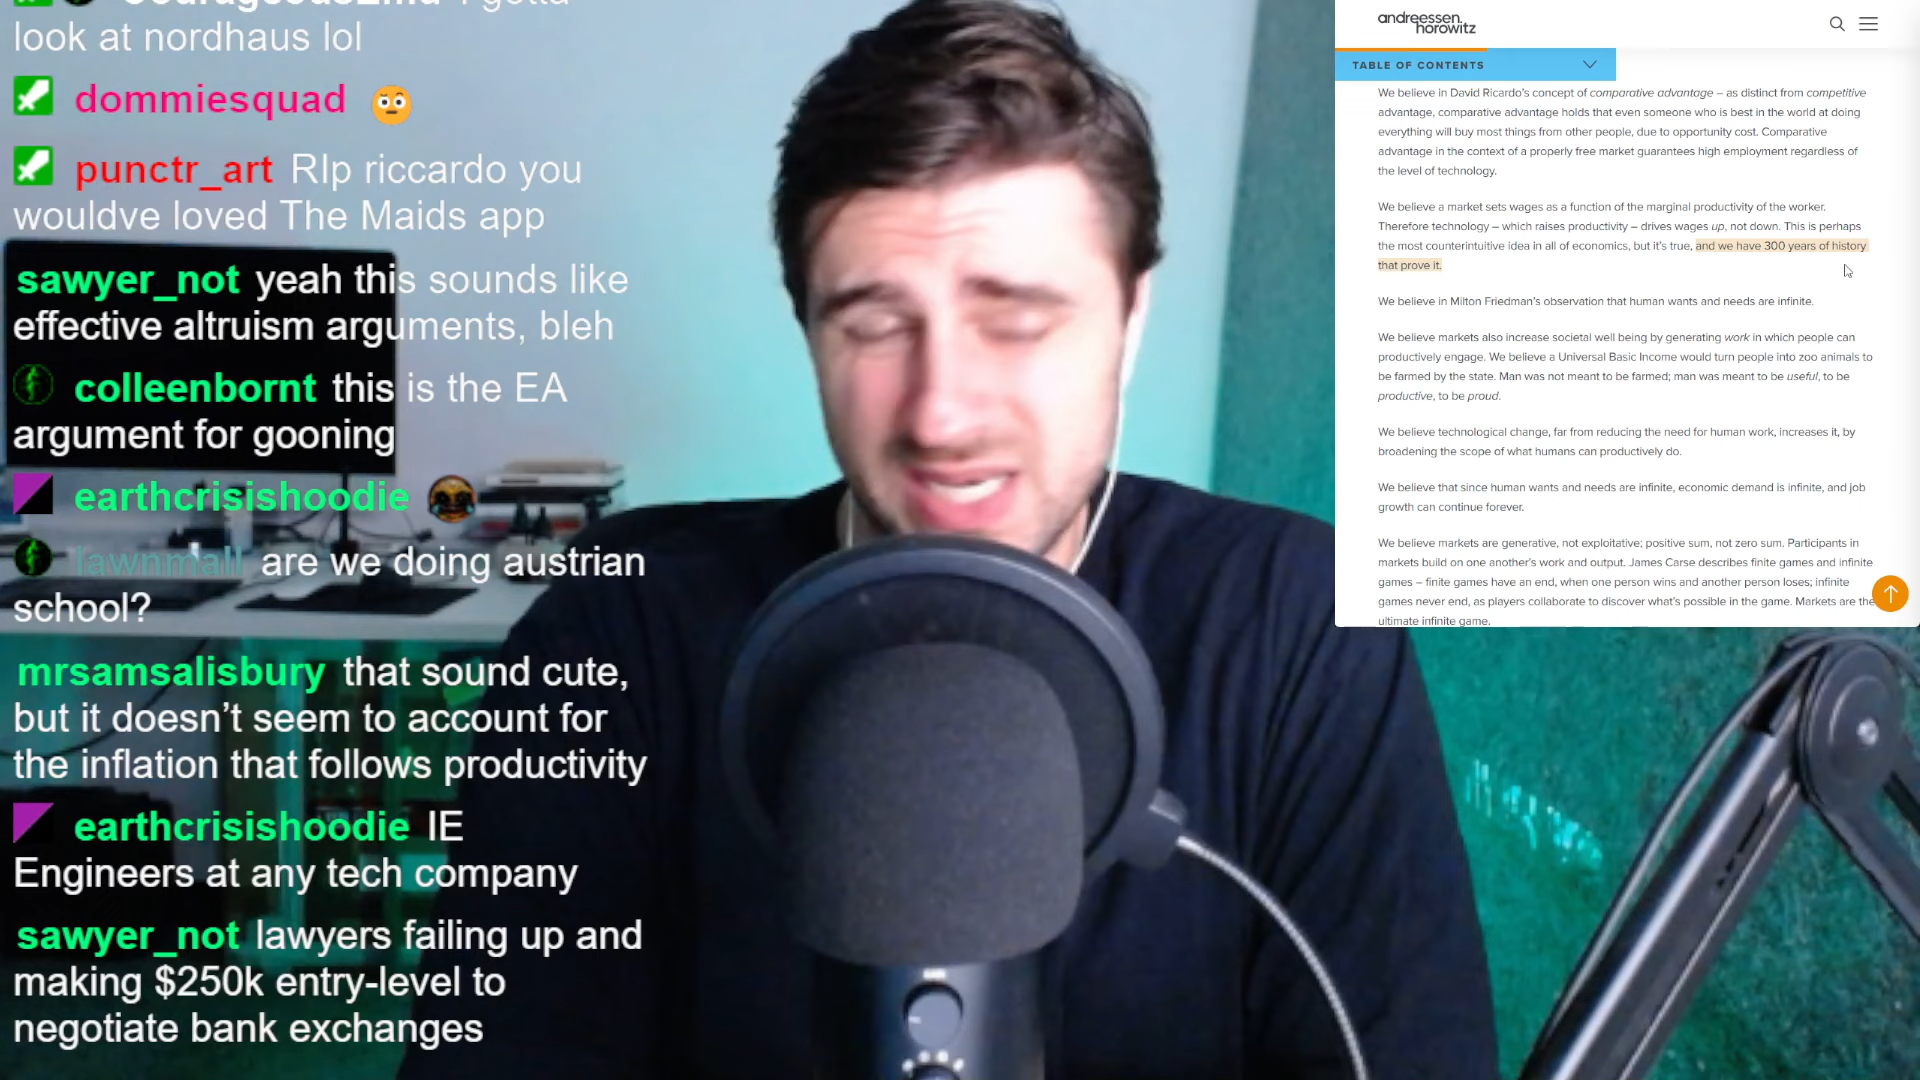 look at nordhaus lol
dommiesquad
punctr_art RIp riccardo you
wouldve loved The Maids app
sawyer_not yeah this sounds like
effective altruism arguments, bleh
colleenbornt this is the EA
argument for gooning
earthcrisishoodie
lawnmall are we doing austrian
school?
mrsamsalisbury that sound cute,
but it doesn't seem to account for
the inflation that follows productivity
earthcrisishoodie IE
Engineers at any tech company
sawyer_not lawyers failing up and
making $250k entry-level to
negotiate bank exchanges
andreessen.
horowitz
TABLE OF CONTENTS
We believe in David Ricardo's concept of comparative advantage – as distinct from competitive
advantage, comparative advantage holds that even someone who is best in the world at doing
everything will buy most things from other people, due to opportunity cost. Comparative
advantage in the context of a properly free market guarantees high employment regardless of
the level of technology.
We believe a market sets wages as a function of the marginal productivity of the worker.
Therefore technology – which raises productivity – drives wages up, not down. This is perhaps
the most counterintuitive idea in all of economics, but it's true, and we have 300 years of history
that prove it.
We believe in Milton Friedman's observation that human wants and needs are infinite.
We believe markets also increase societal well being by generating work in which people can
productively engage. We believe a Universal Basic Income would turn people into zoo animals to
be farmed by the state. Man was not meant to be farmed; man was meant to be useful, to be
productive, to be proud.
We believe technological change, far from reducing the need for human work, increases it, by
broadening the scope of what humans can productively do.
We believe that since human wants and needs are infinite, economic demand is infinite, and job
growth can continue forever.
We believe markets are generative, not exploitative; positive sum, not zero sum. Participants in
markets build on one another's work and output. James Carse describes finite games and infinite
games – finite games have an end, when one person wins and another person loses; infinite
games never end, as players collaborate to discover what's possible in the game. Markets are the
ultimate infinite game.